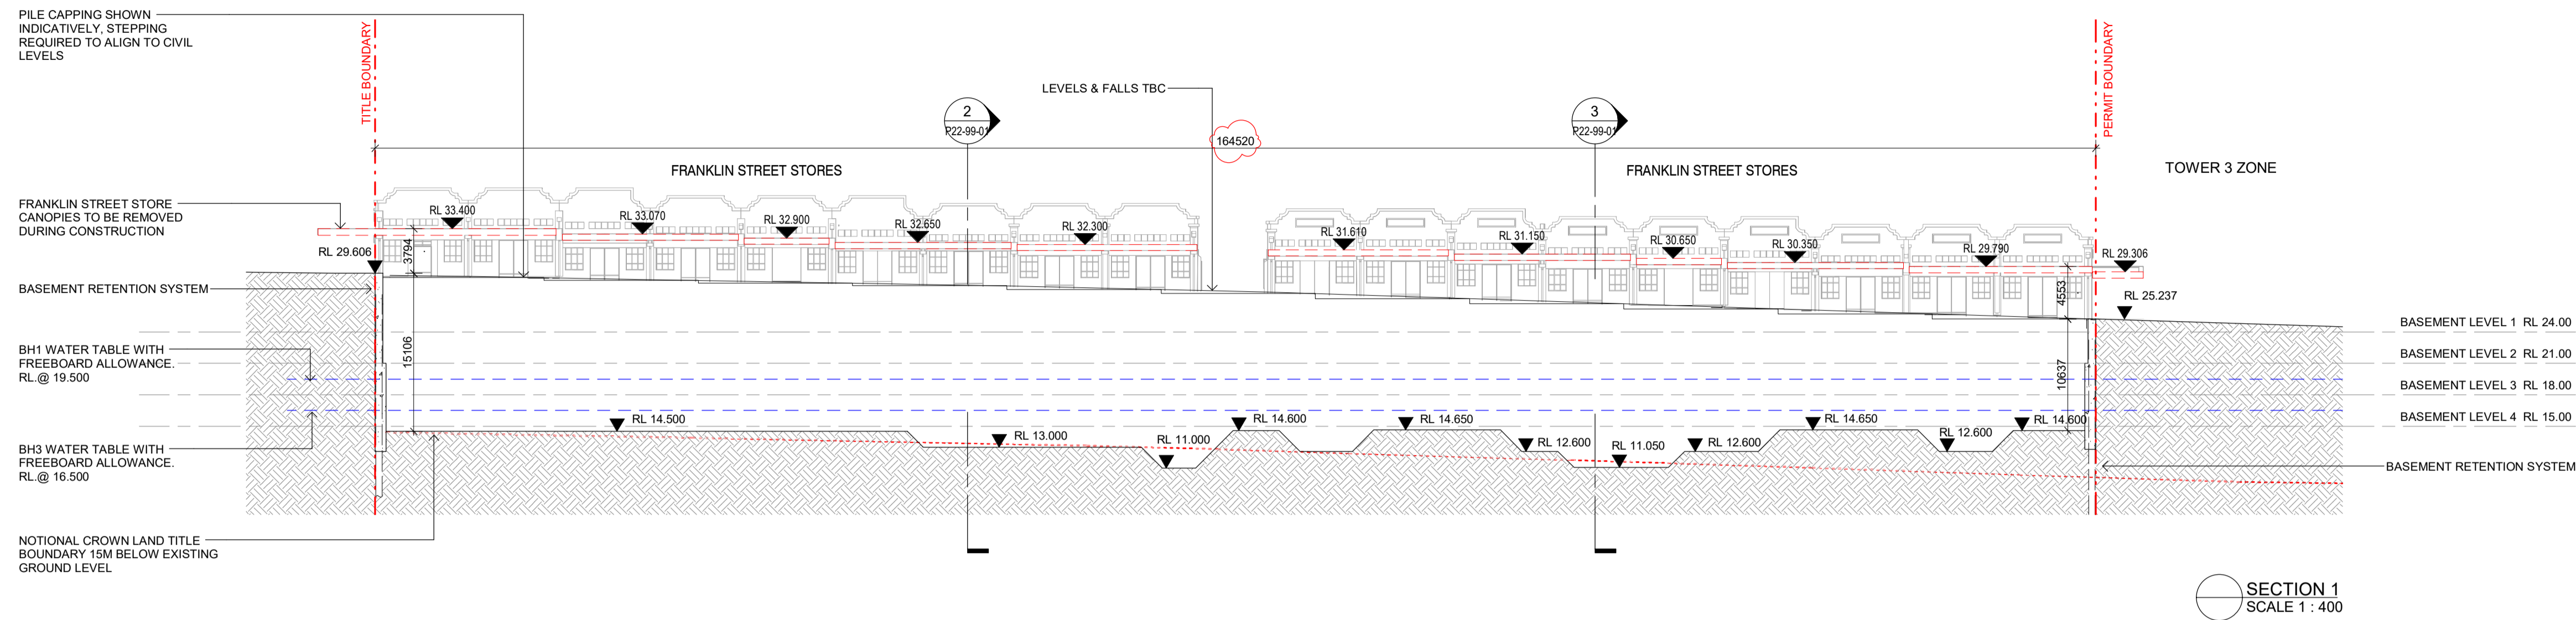 PILE CAPPING SHOWN
INDICATIVELY, STEPPING
REQUIRED TO ALIGN TO CIVIL
LEVELS
TITLE BOUNDARY
PERMIT BOUNDARY
LEVELS & FALLS TBC
2
P22-99-01
3
P22-99-01
164520
FRANKLIN STREET STORES
FRANKLIN STREET STORES
TOWER 3 ZONE
FRANKLIN STREET STORE
CANOPIES TO BE REMOVED
DURING CONSTRUCTION
RL 33.400
RL 33.070
RL 32.900
RL 32.650
RL 32.300
RL 31.610
RL 31.150
RL 30.650
RL 30.350
RL 29.790
RL 29.306
RL 29.606
3794
4553
RL 25.237
BASEMENT RETENTION SYSTEM
BH1 WATER TABLE WITH
FREEBOARD ALLOWANCE.
RL.@ 19.500
15106
10637
BASEMENT LEVEL 1 RL 24.00
BASEMENT LEVEL 2 RL 21.00
BASEMENT LEVEL 3 RL 18.00
BASEMENT LEVEL 4 RL 15.00
BH3 WATER TABLE WITH
FREEBOARD ALLOWANCE.
RL.@ 16.500
RL 14.500
RL 13.000
RL 11.000
RL 14.600
RL 14.650
RL 12.600
RL 11.050
RL 12.600
RL 14.650
RL 12.600
RL 14.600
BASEMENT RETENTION SYSTEM
NOTIONAL CROWN LAND TITLE
BOUNDARY 15M BELOW EXISTING
GROUND LEVEL
SECTION 1
SCALE 1 : 400